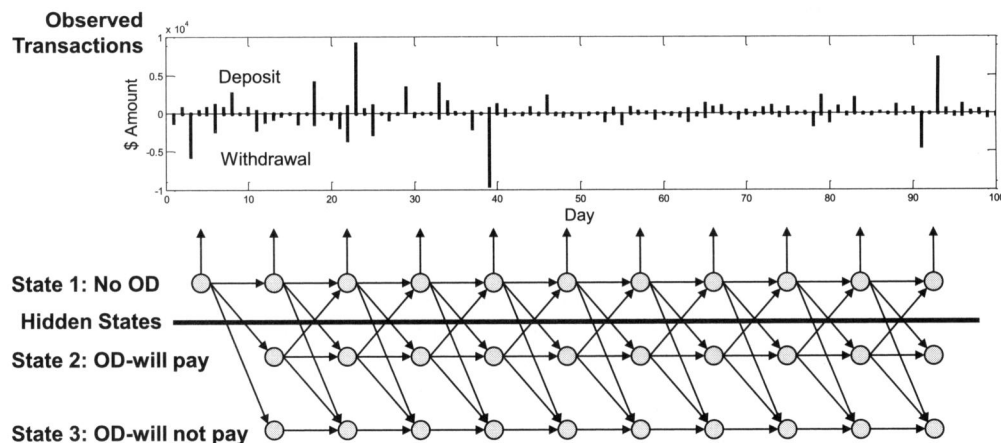 Observed
Transactions
x 10^4
1
0.5
0
-0.5
-1
$ Amount
Deposit
Withdrawal
0 10 20 30 40 50 60 70 80 90 100
Day
State 1: No OD
Hidden States
State 2: OD-will pay
State 3: OD-will not pay